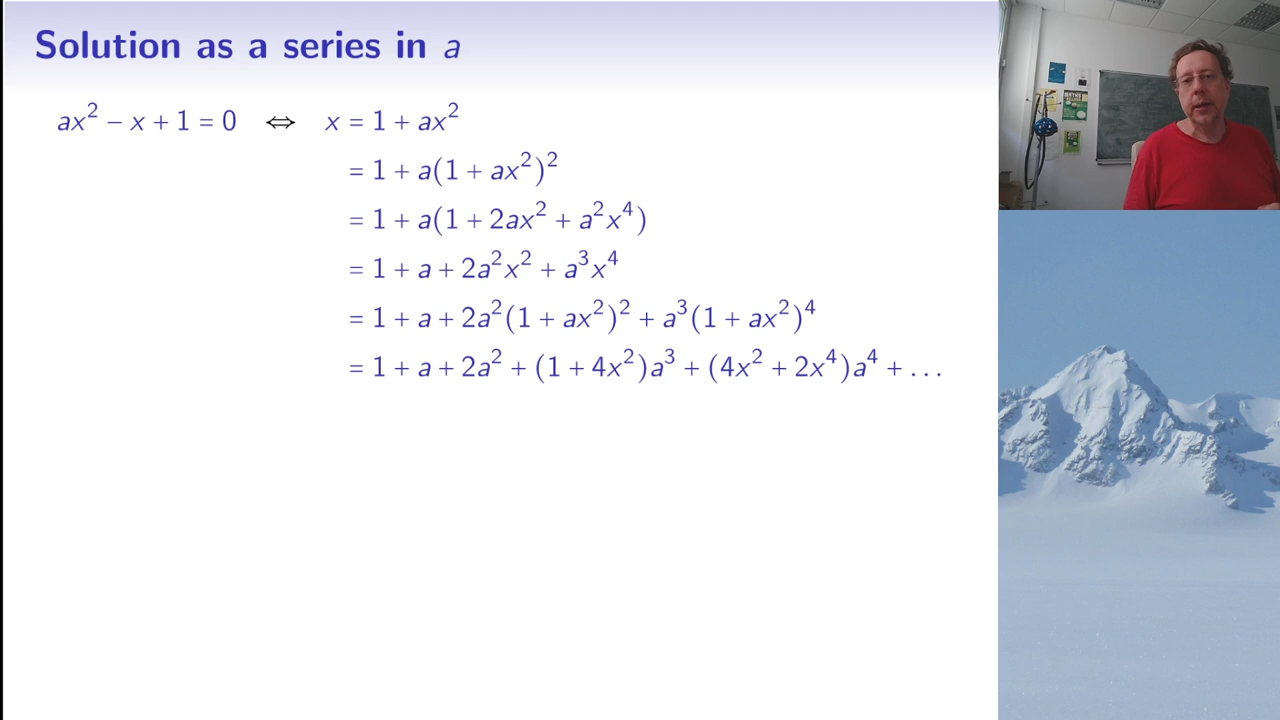 Solution as a series in a
ax² − x + 1 = 0 ⇔ x = 1 + ax²
= 1 + a(1 + ax²)²
= 1 + a(1 + 2ax² + a²x⁴)
= 1 + a + 2a²x² + a³x⁴
= 1 + a + 2a²(1 + ax²)² + a³(1 + ax²)⁴
= 1 + a + 2a² + (1 + 4x²)a³ + (4x² + 2x⁴)a⁴ + ...